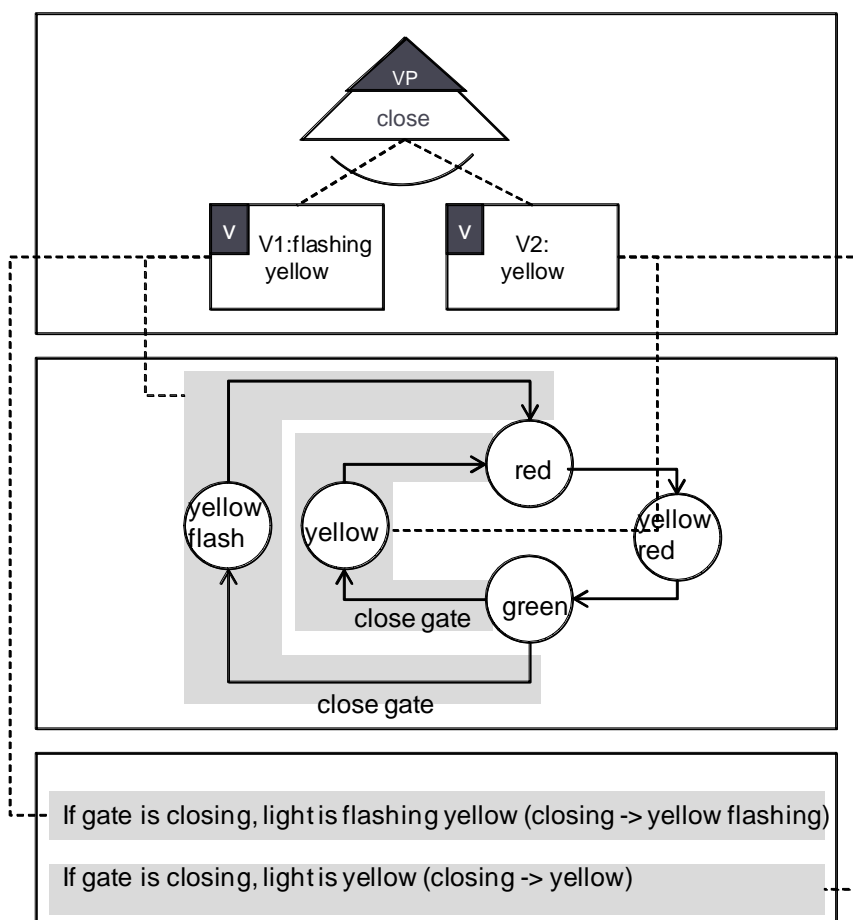 VP
close
V
V1:flashing
yellow
V
V2:
yellow
red
yellow
flash
yellow
yellow
red
green
close gate
close gate
If gate is closing, light is flashing yellow (closing -> yellow flashing)
If gate is closing, light is yellow (closing -> yellow)